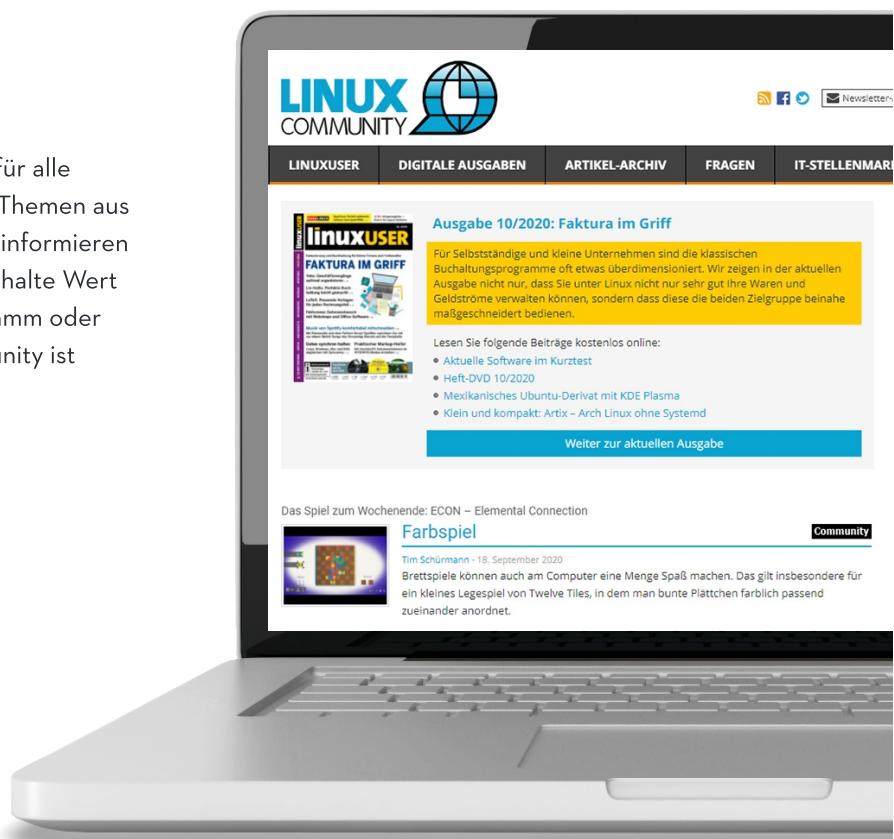 für alle
Themen aus
informieren
halte Wert
amm oder
unity ist
LINUX
COMMUNITY
Newsletter-
LINUXUSER DIGITALE AUSGABEN ARTIKEL-ARCHIV FRAGEN IT-STELLENMAR
linuxUSER
FAKTURA IM GRIFF
Ausgabe 10/2020: Faktura im Griff
Für Selbstständige und kleine Unternehmen sind die klassischen
Buchaltungsprogramme oft etwas überdimensioniert. Wir zeigen in der aktuellen
Ausgabe nicht nur, dass Sie unter Linux nicht nur sehr gut Ihre Waren und
Geldströme verwalten können, sondern dass diese die beiden Zielgruppe beinahe
maßgeschneidert bedienen.
Lesen Sie folgende Beiträge kostenlos online:
Aktuelle Software im Kurztest
Heft-DVD 10/2020
Mexikanisches Ubuntu-Derivat mit KDE Plasma
Klein und kompakt: Artix – Arch Linux ohne Systemd
Weiter zur aktuellen Ausgabe
Das Spiel zum Wochenende: ECON – Elemental Connection
Farbspiel
Community
Tim Schürmann - 18. September 2020
Brettspiele können auch am Computer eine Menge Spaß machen. Das gilt insbesondere für
ein kleines Legespiel von Twelve Tiles, in dem man bunte Plättchen farblich passend
zueinander anordnet.